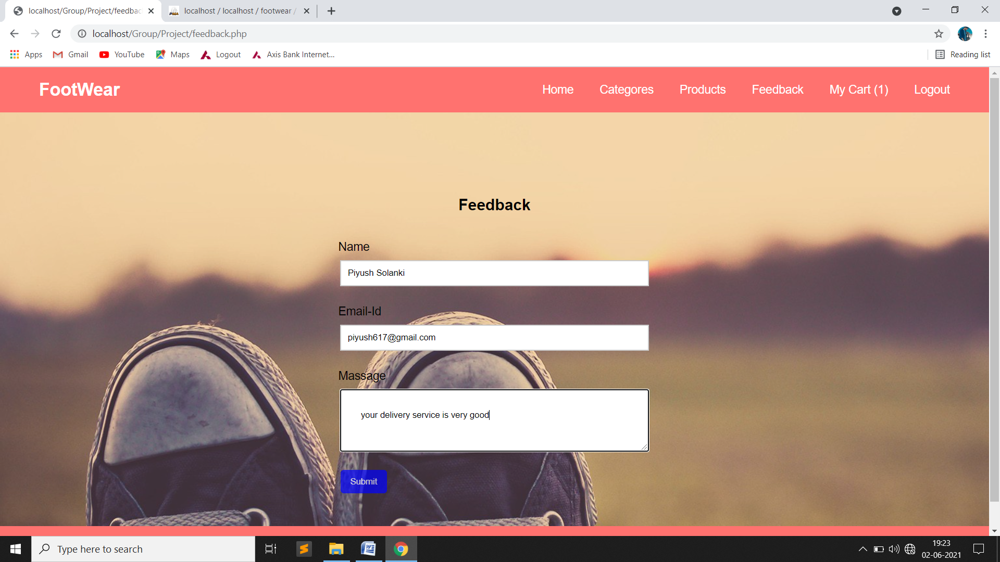 localhost/Group/Project/feedbac
localhost / localhost / footwear /
localhost/Group/Project/feedback.php
Apps Gmail YouTube Maps Logout Axis Bank Internet... Reading list
FootWear Home Categores Products Feedback My Cart (1) Logout
Feedback
Name
Piyush Solanki
Email-Id
piyush617@gmail.com
Massage
your delivery service is very good
Submit
Type here to search
19:23
02-06-2021